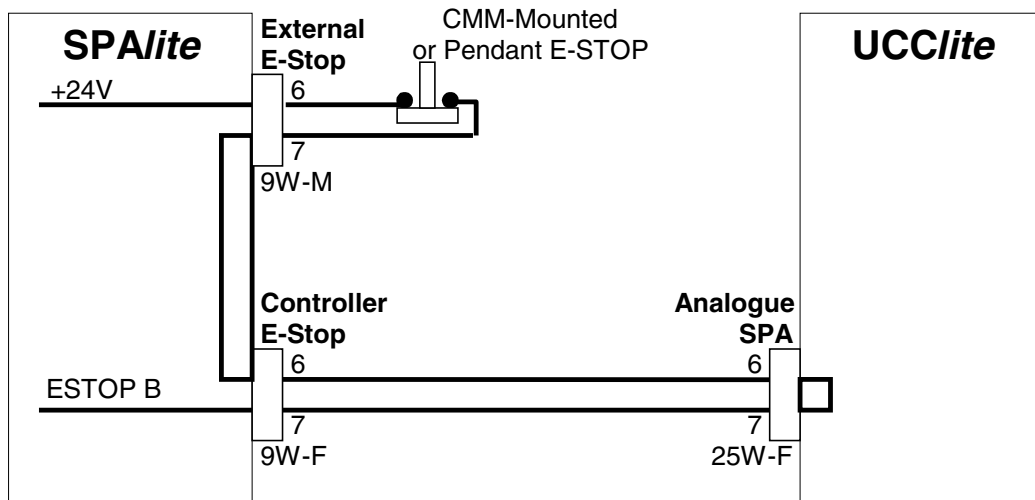 SPAlite
External
E-Stop
CMM-Mounted
or Pendant E-STOP
UCClite
+24V
6
7
9W-M
Controller
E-Stop
Analogue
SPA
6
6
ESTOP B
7
7
9W-F
25W-F